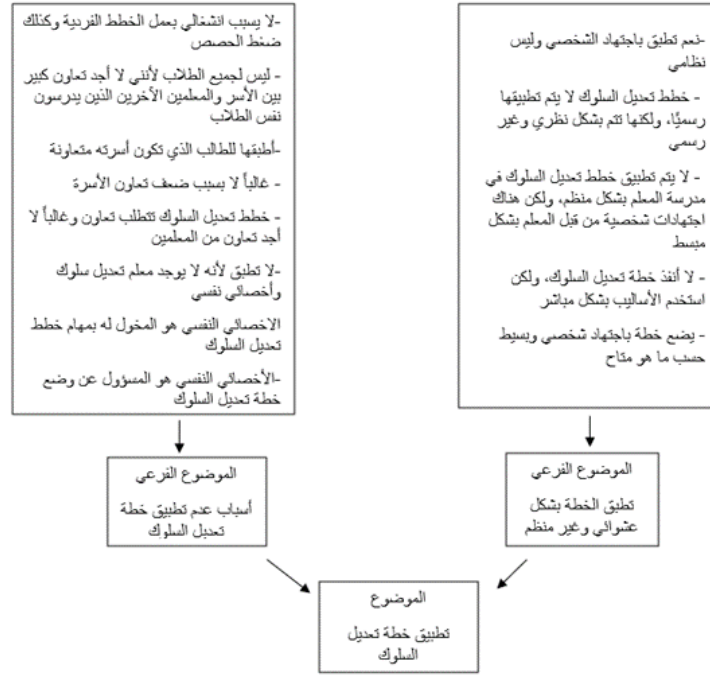 -نعم تطبق باجتهاد الشخصي وليس
نظامي
- خطط تعديل السلوك لا يتم تطبيقها
رسميًا، ولكنها تتم بشكل نظري وغير
رسمي
- لا يتم تطبيق خطط تعديل السلوك في
مدرسة المعلم بشكل منظم، ولكن هناك
اجتهادات شخصية من قبل المعلم بشكل
مبسط
- لا أنفذ خطة تعديل السلوك، ولكن
استخدم الأساليب بشكل مباشر
- يضع خطة باجتهاد شخصي وبسيط
حسب ما هو متاح
-لا يسبب انشغالي بعمل الخطط الفردية وكذلك
ضغط الحصص
- ليس لجميع الطلاب لأنني لا أجد تعاون كبير
بين الأسر والمعلمين الآخرين الذين يدرسون
نفس الطلاب
-أطبقها للطالب الذي تكون أسرته متعاونة
- غالباً لا بسبب ضعف تعاون الأسرة
- خطط تعديل السلوك تتطلب تعاون وغالباً لا
أجد تعاون من المعلمين
-لا تطبق لأنه لا يوجد معلم تعديل سلوك
وأخصائي نفسي
الاخصائي النفسي هو المخول له بمهام خطط
تعديل السلوك
-الأخصائي النفسي هو المسؤول عن وضع
خطة تعديل السلوك
الموضوع الفرعي
تطبق الخطة بشكل
عشوائي وغير منظم
الموضوع الفرعي
أسباب عدم تطبيق خطة
تعديل السلوك
الموضوع
تطبيق خطة تعديل
السلوك